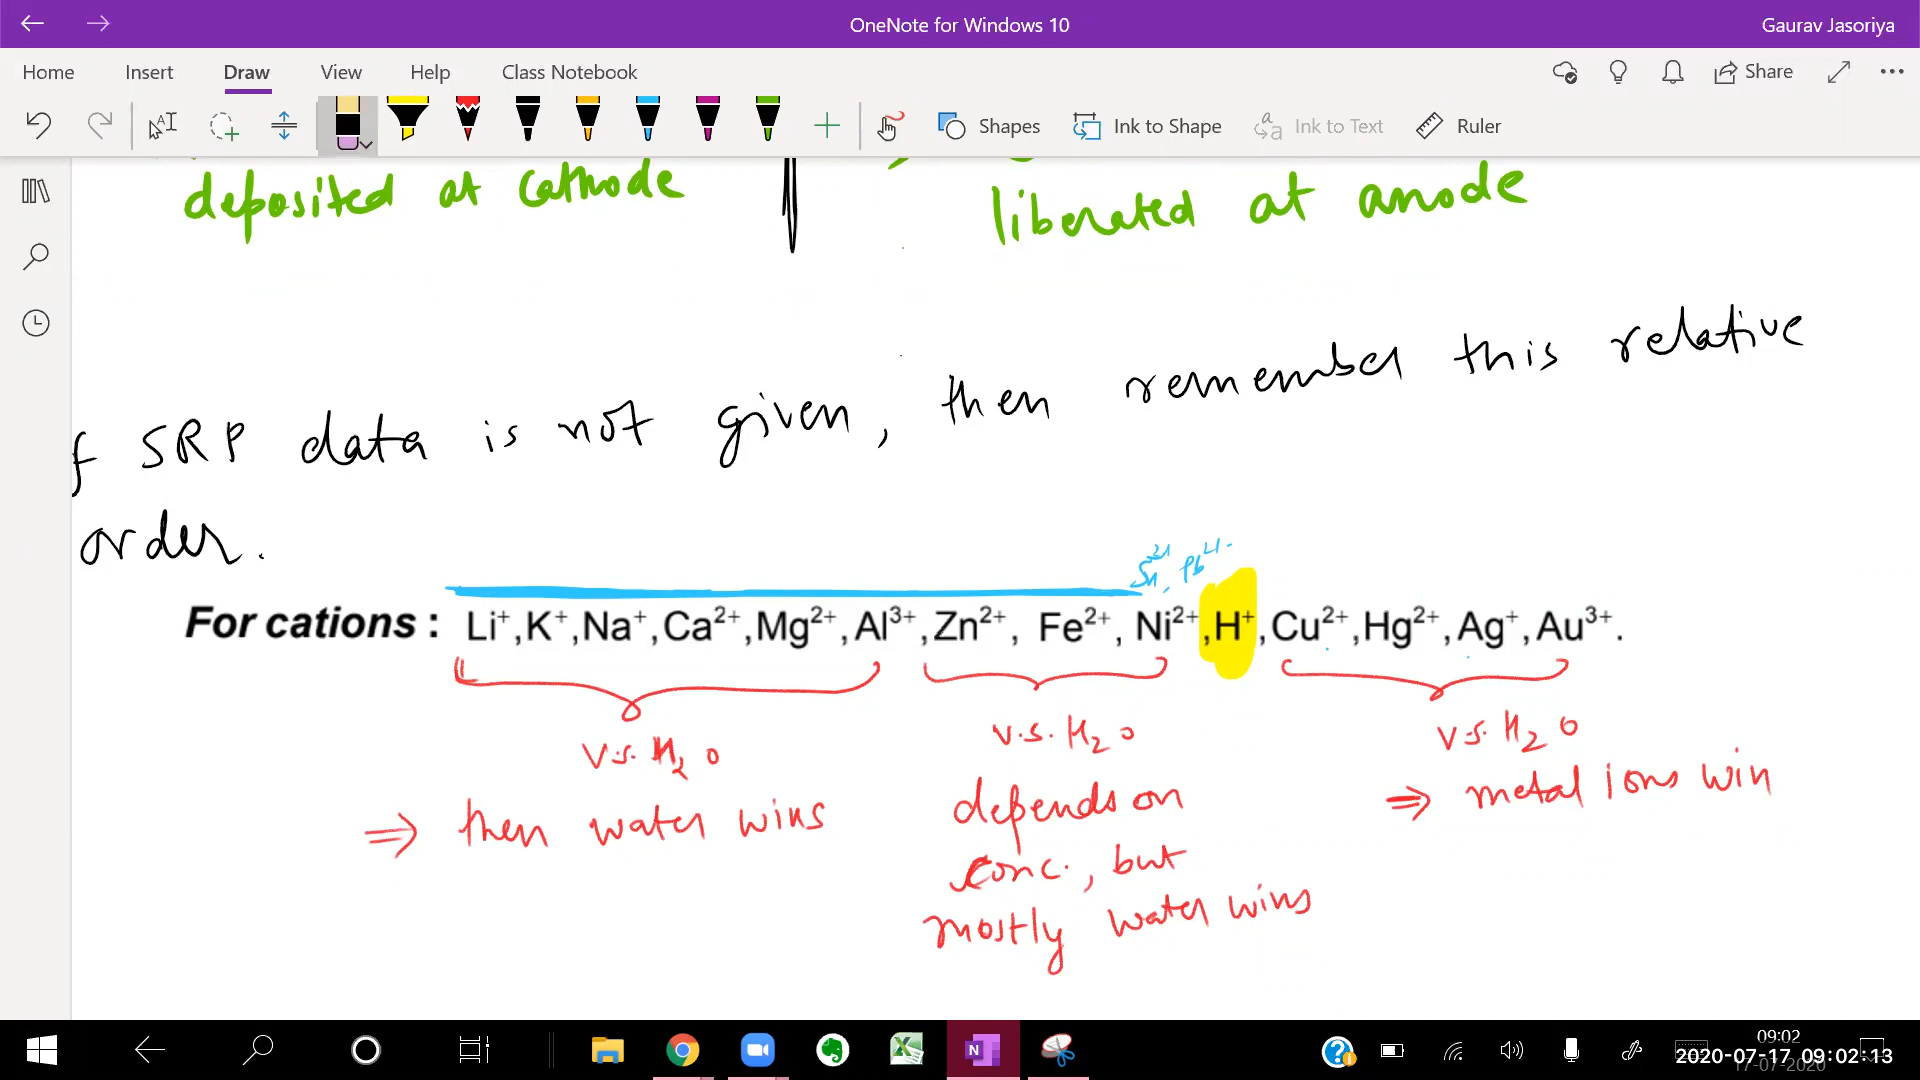 OneNote for Windows 10
Gaurav Jasoriya
Home Insert Draw View Help Class Notebook Share
Shapes Ink to Shape Ink to Text Ruler
deposited at cathode
liberated at anode
f SRP data is not given, then remember this relative
order.
Sn²⁺, Pb²⁺
For cations : Li⁺,K⁺,Na⁺,Ca²⁺,Mg²⁺,Al³⁺,Zn²⁺, Fe²⁺, Ni²⁺,H⁺,Cu²⁺,Hg²⁺,Ag⁺,Au³⁺.
v.s. H₂O
⇒ then water wins
v.s. H₂O
depends on
conc., but
mostly water wins
v.s. H₂O
⇒ metal ions win
09:02
2020-07-17 09:02:13
17-07-2020